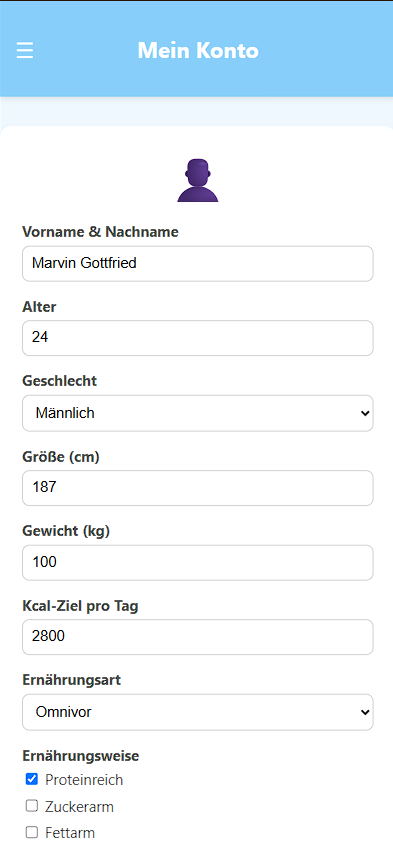 Mein Konto
Vorname & Nachname
Marvin Gottfried
Alter
24
Geschlecht
Männlich
Größe (cm)
187
Gewicht (kg)
100
Kcal-Ziel pro Tag
2800
Ernährungsart
Omnivor
Ernährungsweise
Proteinreich
Zuckerarm
Fettarm